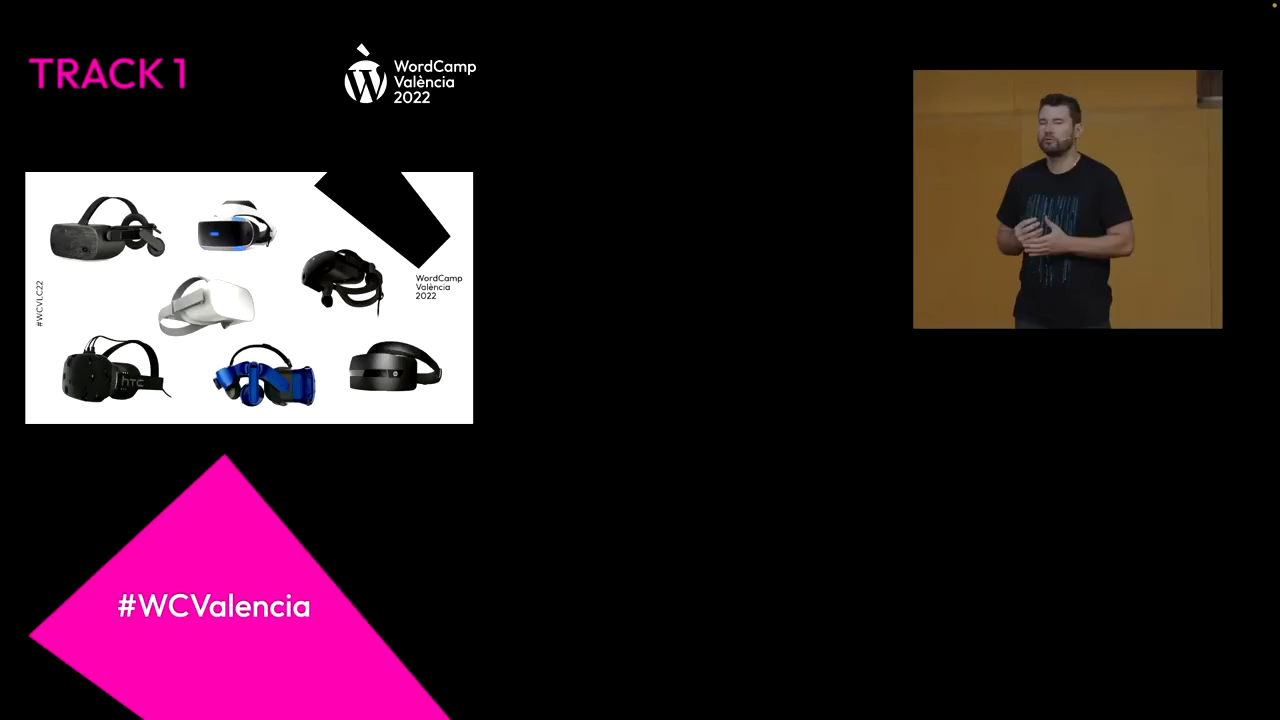 TRACK 1
WordCamp
València
2022
#WCVLC22
WordCamp
València
2022
hTC
#WCValencia